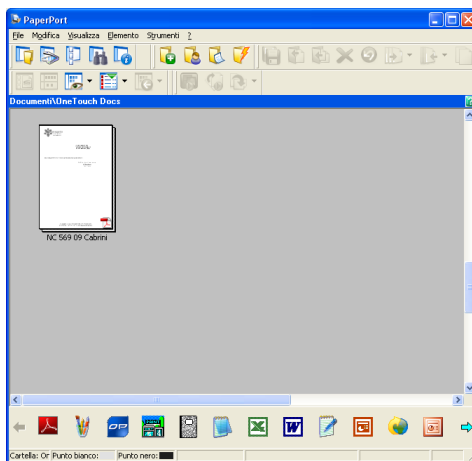 PaperPort
File Modifica Visualizza Elemento Strumenti ?
Documenti\OneTouch Docs
NC 569 09 Cabrini
Cartella: Or Punto bianco: Punto nero: